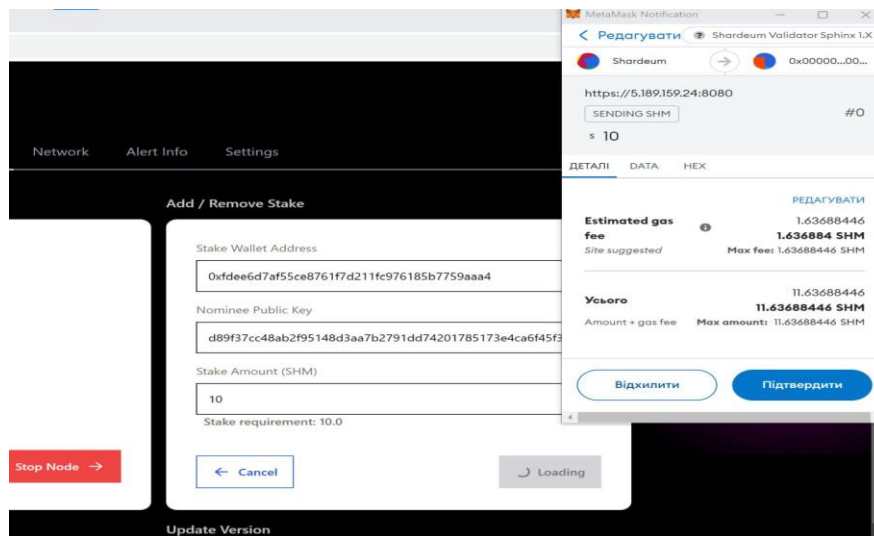 Network Alert Info Settings
Add / Remove Stake
Stake Wallet Address
0xfdee6d7af55ce8761f7d211fc976185b7759aaa4
Nominee Public Key
d89f37cc48ab2f95148d3aa7b2791dd74201785173e4ca6f45f3
Stake Amount (SHM)
10
Stake requirement: 10.0
Stop Node →
← Cancel
Loading
Update Version
MetaMask Notification
< Редагувати
Shardeum Validator Sphinx 1.X
Shardeum → 0x00000...00...
https://5.189.159.24:8080
SENDING SHM #0
s 10
ДЕТАЛІ DATA HEX
РЕДАГУВАТИ
Estimated gas fee
1.63688446
1.636884 SHM
Site suggested Max fee: 1.63688446 SHM
11.63688446
Усього 11.63688446 SHM
Amount + gas fee Max amount: 11.63688446 SHM
Відхилити Підтвердити